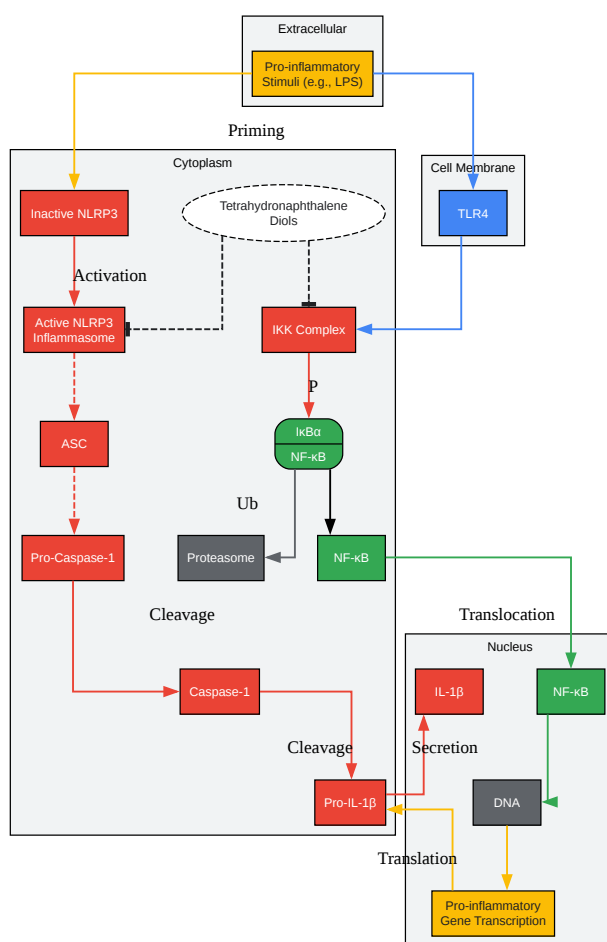 Extracellular
Pro-inflammatory
Stimuli (e.g., LPS)
Priming
Cytoplasm
Cell Membrane
Inactive NLRP3
Tetrahydronaphthalene
Diols
TLR4
Activation
Active NLRP3
Inflammasome
IKK Complex
P
ASC
IκBα
NF-κB
Ub
Pro-Caspase-1
Proteasome
NF-κB
Cleavage
Translocation
Nucleus
Caspase-1
IL-1β
NF-κB
Cleavage
Secretion
Pro-IL-1β
DNA
Translation
Pro-inflammatory
Gene Transcription